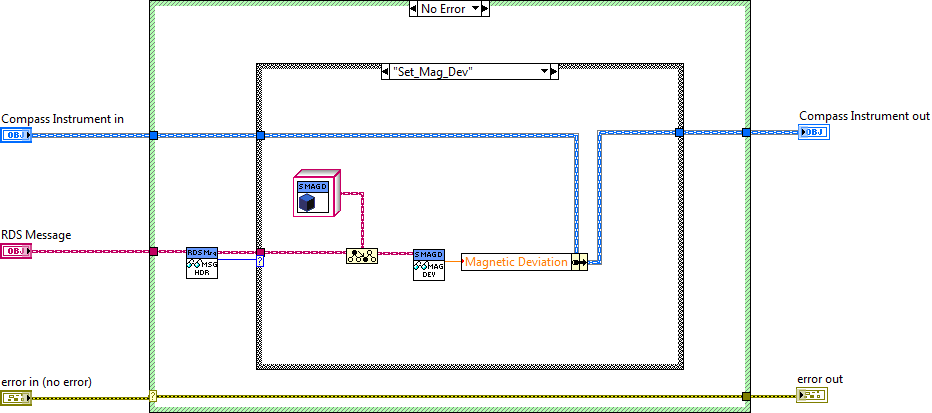 No Error
"Set_Mag_Dev"
Compass Instrument in
OBJ
Compass Instrument out
OBJ
SMAGD
RDS Message
OBJ
RDS Msg
MSG
HDR
?
SMAGD
MAG
DEV
Magnetic Deviation
error in (no error)
?
error out